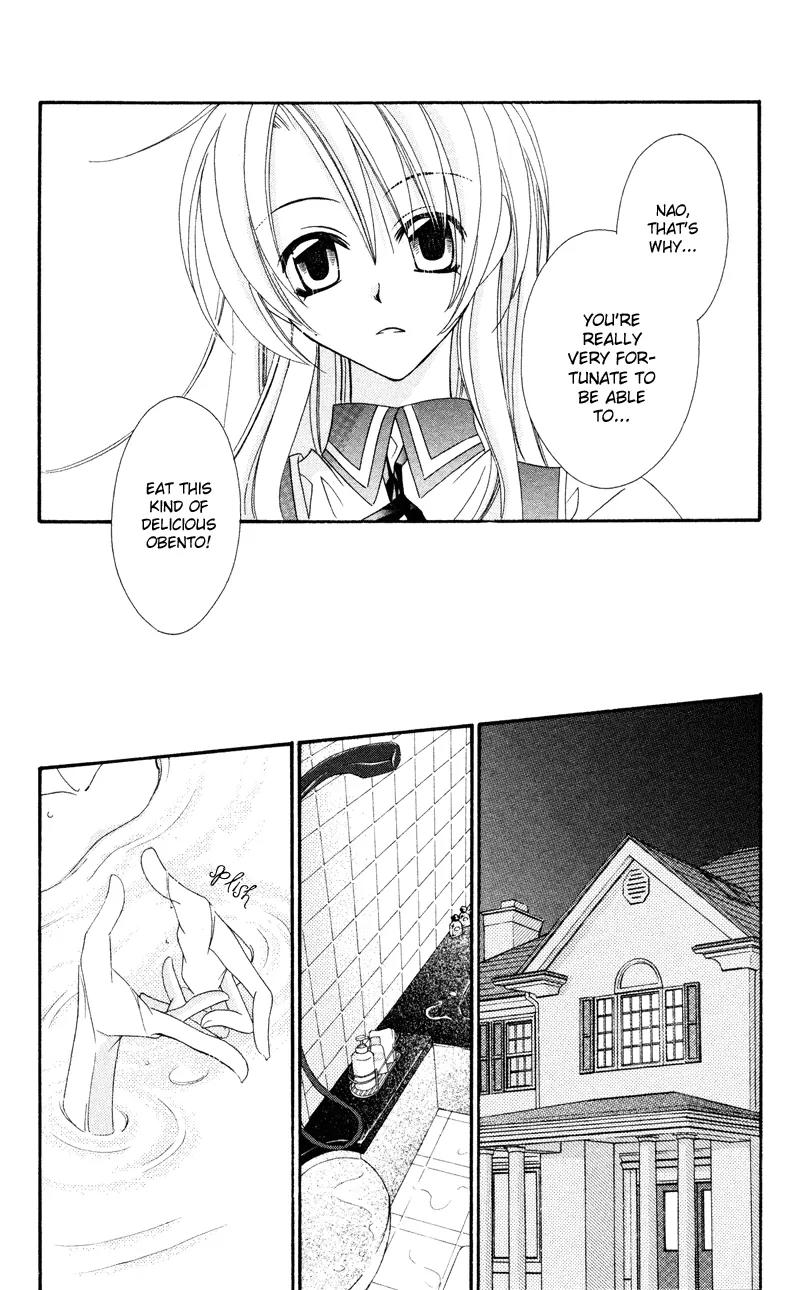 NAO,
THAT'S
WHY...
YOU'RE
REALLY
VERY FOR-
TUNATE TO
BE ABLE
TO...
EAT THIS
KIND OF
DELICIOUS
OBENTO!
splish